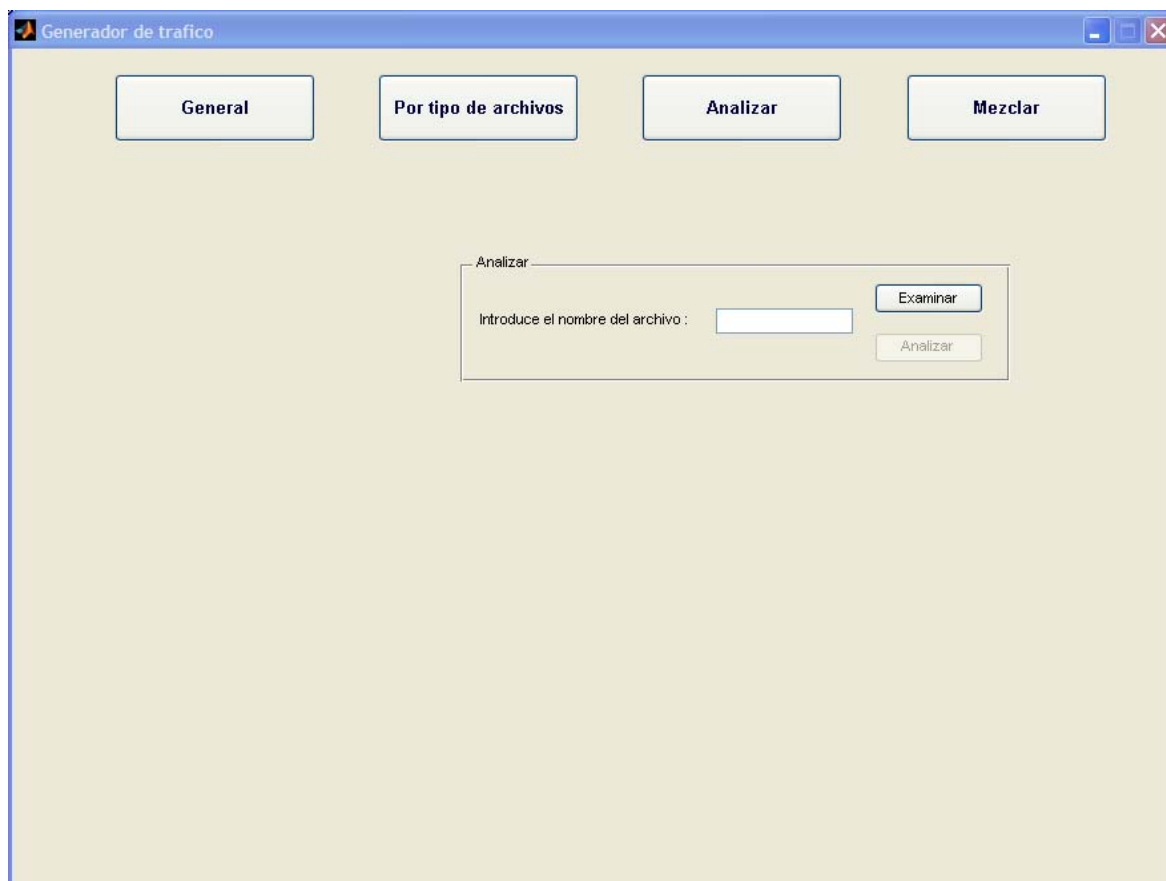 Generador de trafico
General
Por tipo de archivos
Analizar
Mezclar
Analizar
Introduce el nombre del archivo :
Examinar
Analizar